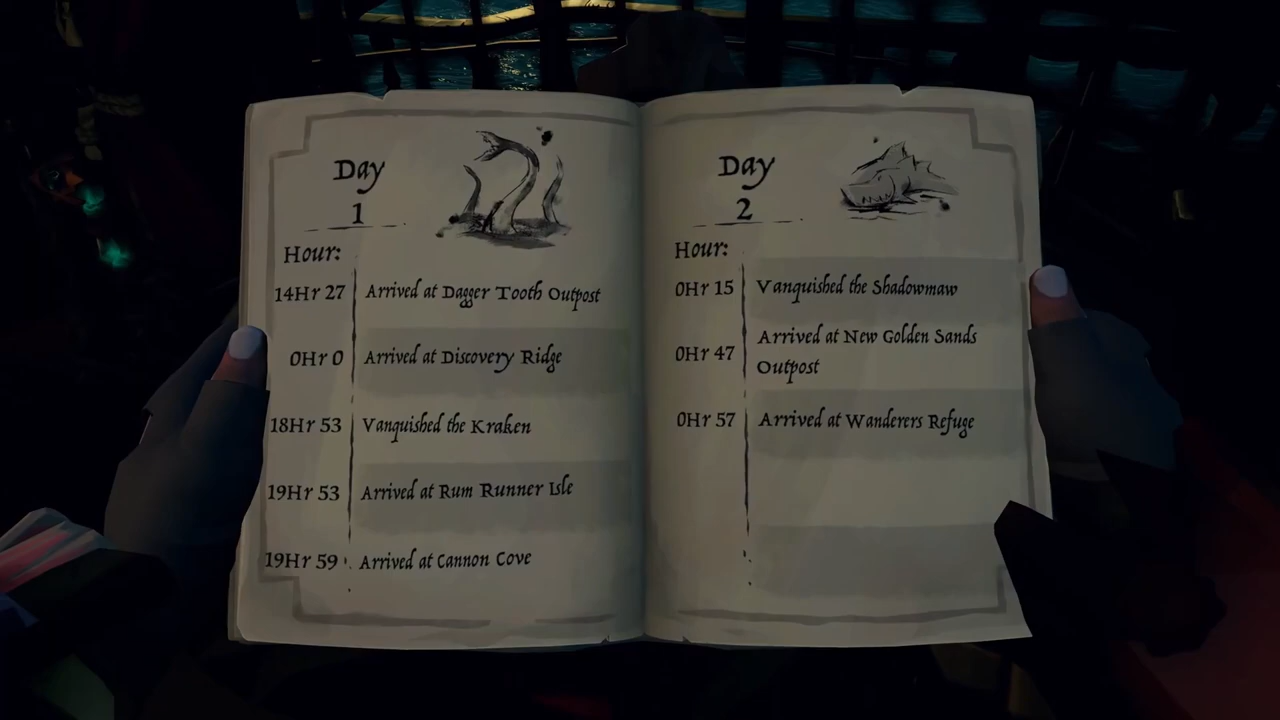 Day
1
Hour:
14Hr 27 Arrived at Dagger Tooth Outpost
0Hr 0 Arrived at Discovery Ridge
18Hr 53 Vanquished the Kraken
19Hr 53 Arrived at Rum Runner Isle
19Hr 59 Arrived at Cannon Cove
Day
2
Hour:
0Hr 15 Vanquished the Shadowmaw
0Hr 47 Arrived at New Golden Sands
Outpost
0Hr 57 Arrived at Wanderers Refuge